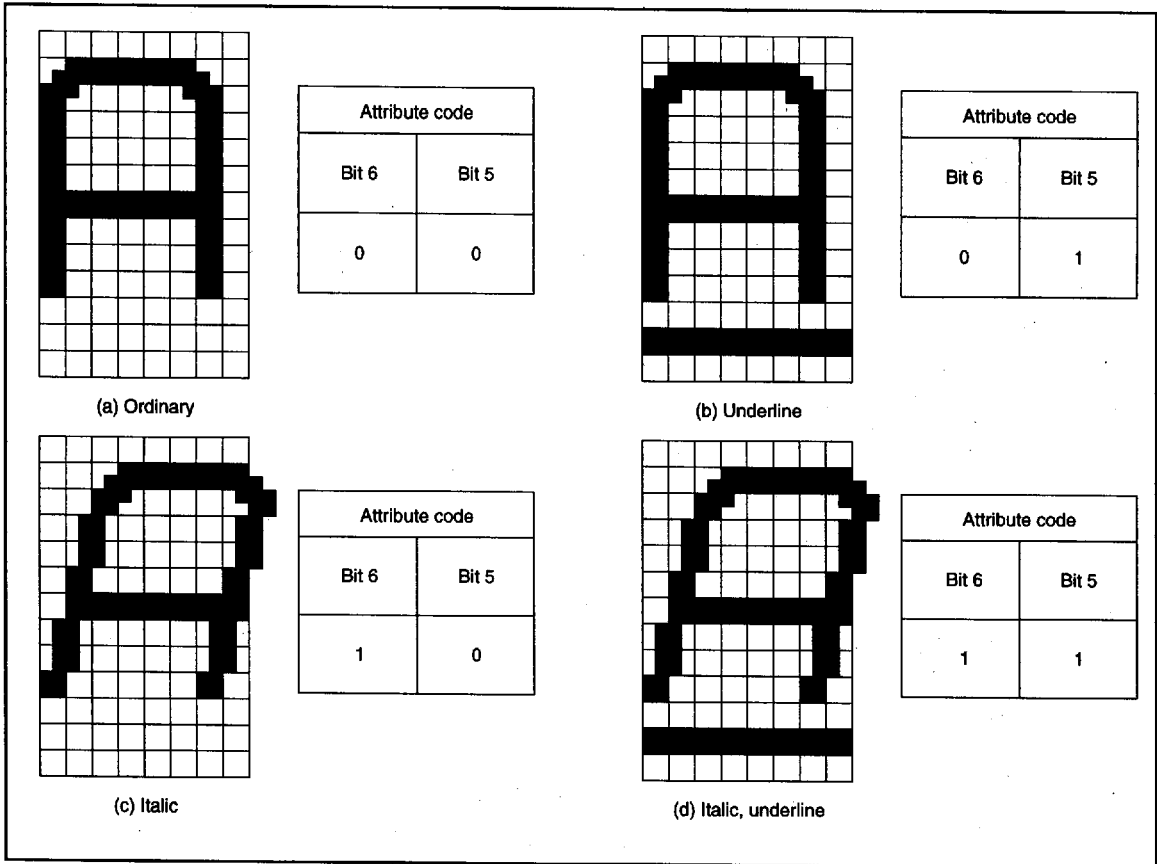 Attribute code
Bit 6 Bit 5
0 0
(a) Ordinary
Attribute code
Bit 6 Bit 5
0 1
(b) Underline
Attribute code
Bit 6 Bit 5
1 0
(c) Italic
Attribute code
Bit 6 Bit 5
1 1
(d) Italic, underline